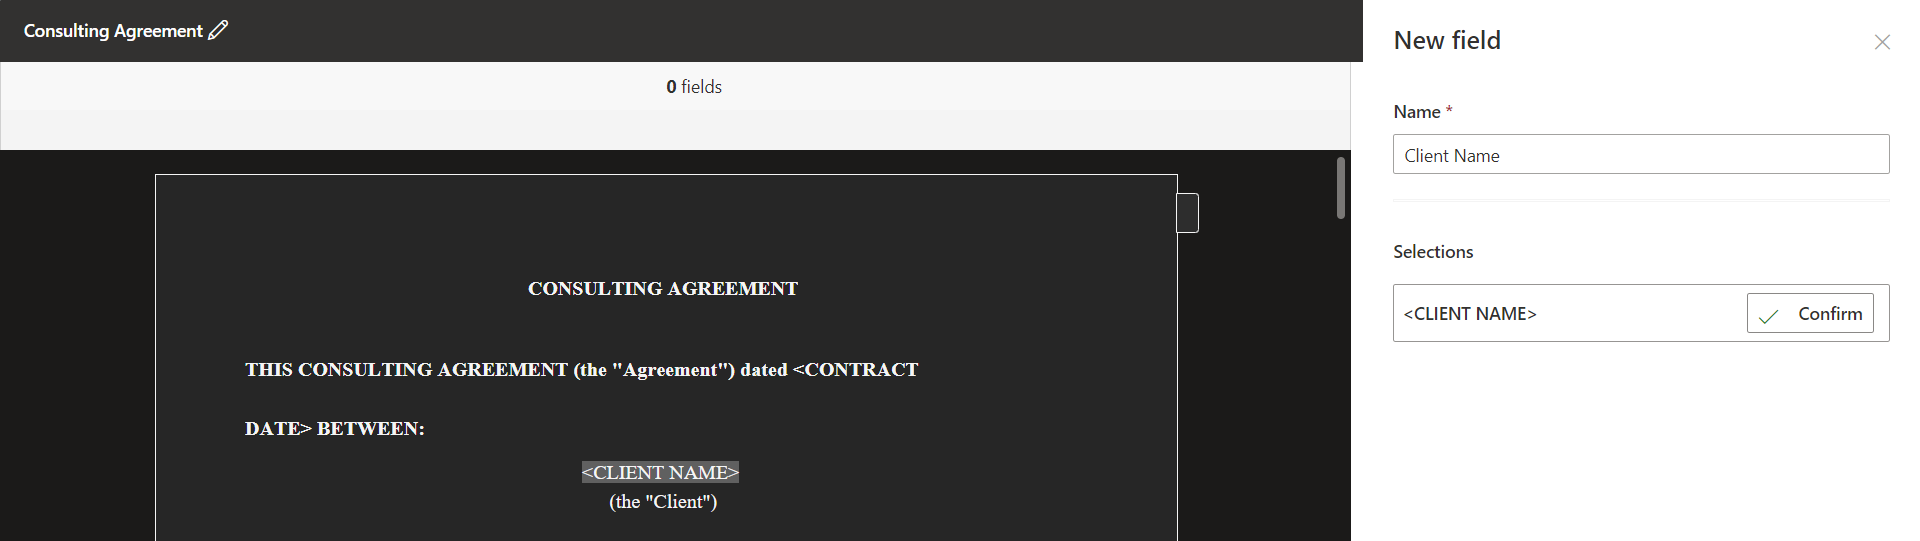 Consulting Agreement
0 fields
CONSULTING AGREEMENT
THIS CONSULTING AGREEMENT (the "Agreement") dated <CONTRACT
DATE> BETWEEN:
<CLIENT NAME>
(the "Client")
New field
Name *
Client Name
Selections
<CLIENT NAME>
Confirm